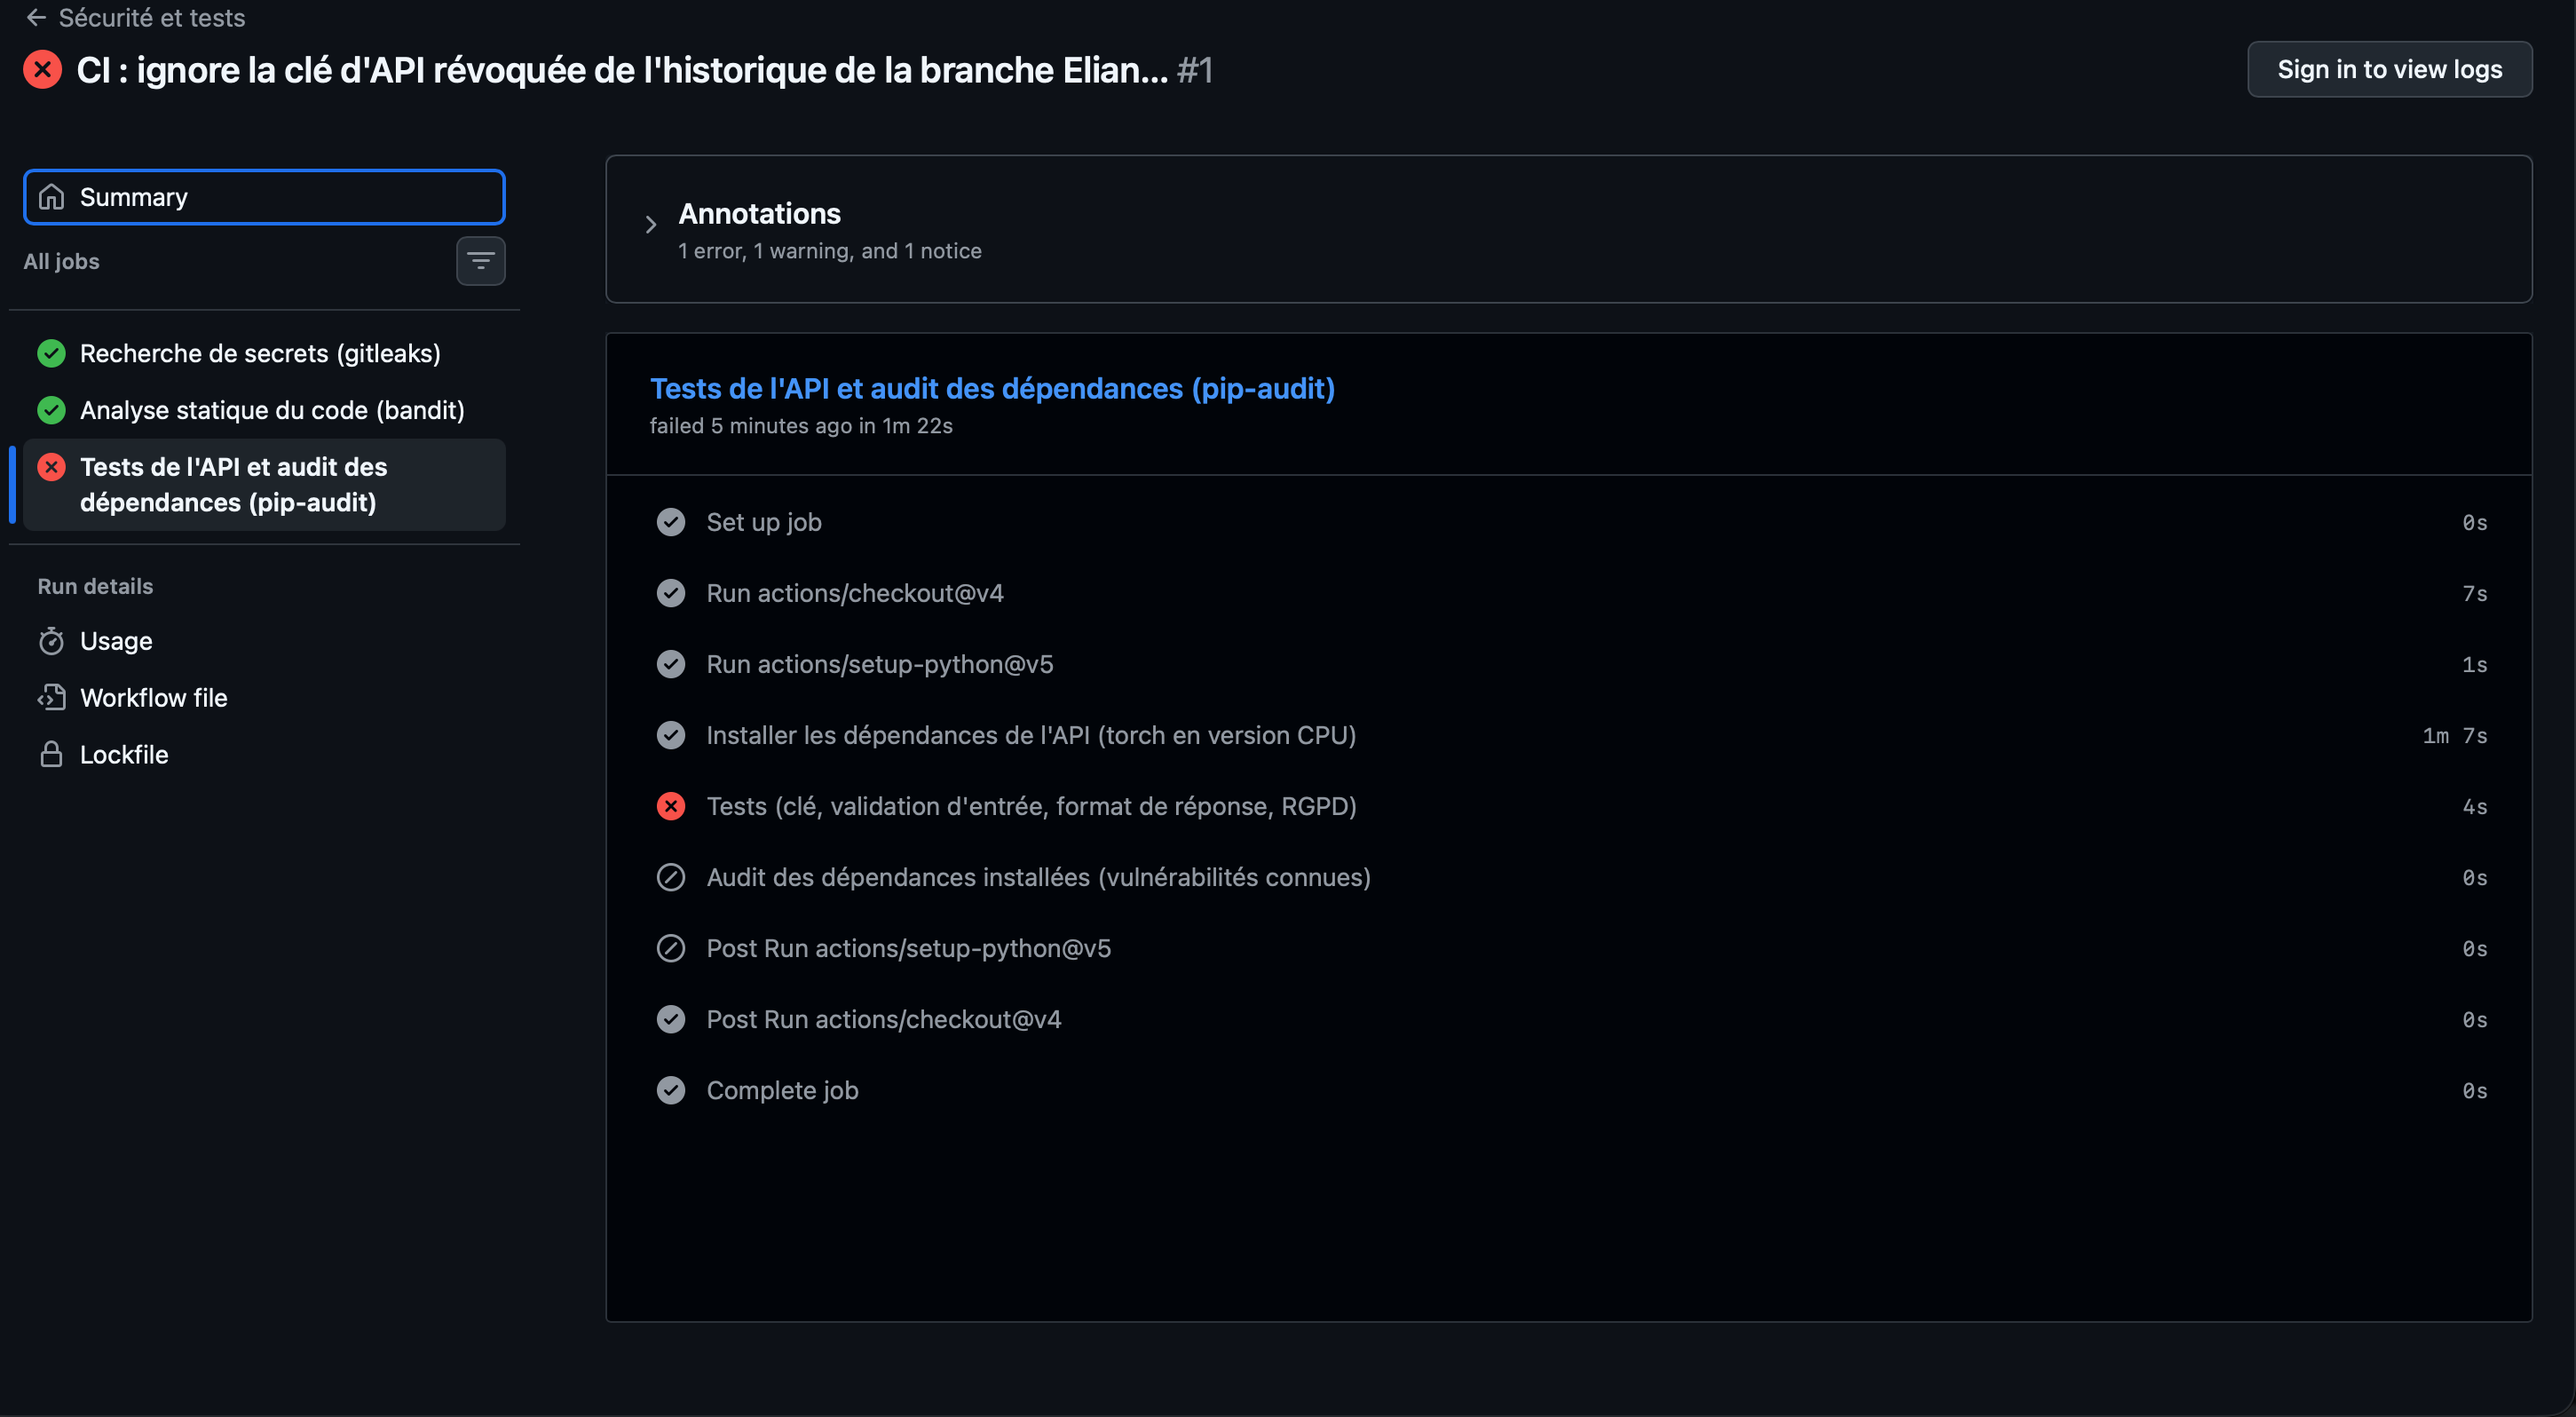 ← Sécurité et tests
CI : ignore la clé d'API révoquée de l'historique de la branche Elian... #1
Sign in to view logs
Summary
All jobs
Recherche de secrets (gitleaks)
Analyse statique du code (bandit)
Tests de l'API et audit des
dépendances (pip-audit)
Run details
Usage
Workflow file
Lockfile
Annotations
1 error, 1 warning, and 1 notice
Tests de l'API et audit des dépendances (pip-audit)
failed 5 minutes ago in 1m 22s
Set up job 0s
Run actions/checkout@v4 7s
Run actions/setup-python@v5 1s
Installer les dépendances de l'API (torch en version CPU) 1m 7s
Tests (clé, validation d'entrée, format de réponse, RGPD) 4s
Audit des dépendances installées (vulnérabilités connues) 0s
Post Run actions/setup-python@v5 0s
Post Run actions/checkout@v4 0s
Complete job 0s